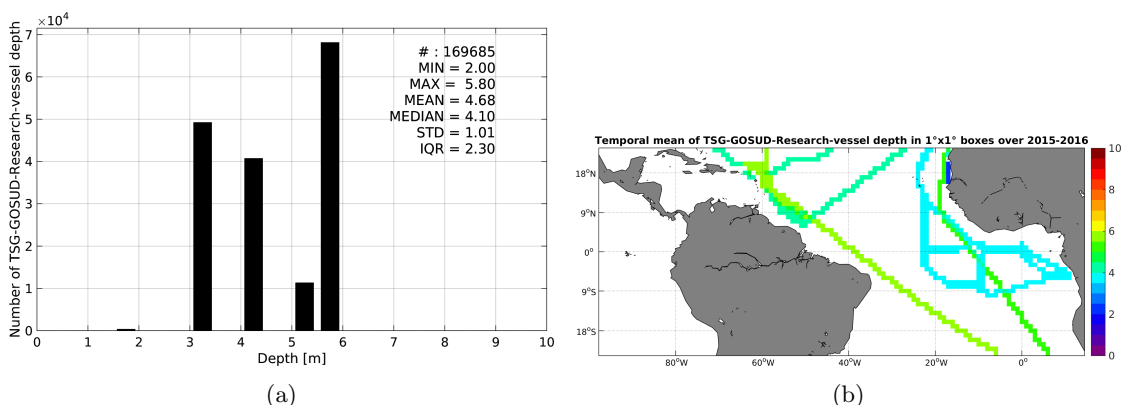 ×10⁴
Number of TSG-GOSUD-Research-vessel depth
7
6
5
4
3
2
1
0
# : 169685
MIN = 2.00
MAX = 5.80
MEAN = 4.68
MEDIAN = 4.10
STD = 1.01
IQR = 2.30
0 1 2 3 4 5 6 7 8 9 10
Depth [m]
(a)
Temporal mean of TSG-GOSUD-Research-vessel depth in 1°x1° boxes over 2015-2016
18°N
9°N
0°
9°S
18°S
80°W 60°W 40°W 20°W 0°
10
8
6
4
2
0
(b)